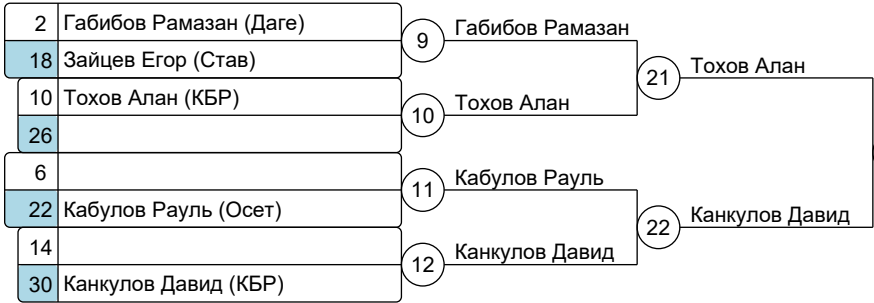 2 Габибов Рамазан (Даге)
18 Зайцев Егор (Став)
10 Тохов Алан (КБР)
26
6
22 Кабулов Рауль (Осет)
14
30 Канкулов Давид (КБР)
9 Габибов Рамазан
10 Тохов Алан
11 Кабулов Рауль
12 Канкулов Давид
21 Тохов Алан
22 Канкулов Давид